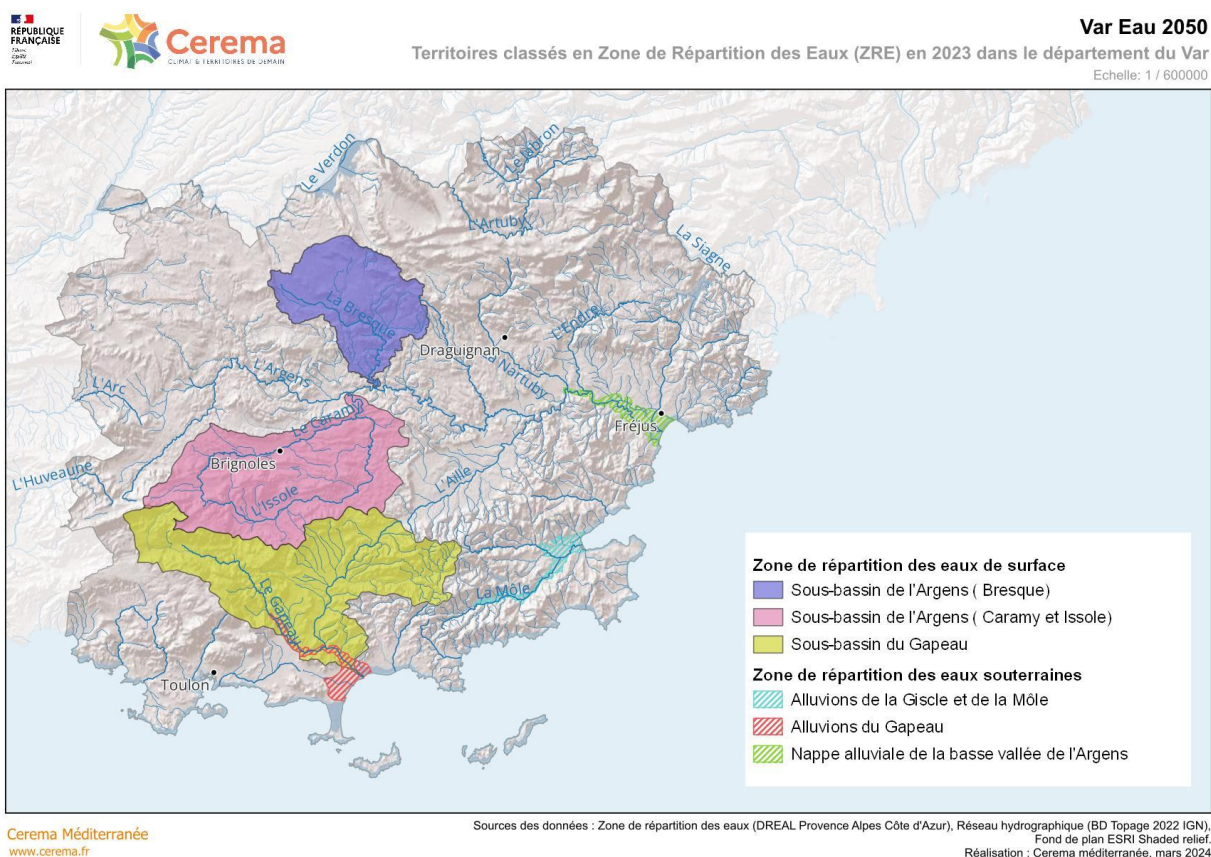 RÉPUBLIQUE
FRANÇAISE
Liberté
Égalité
Fraternité
Cerema
CLIMAT & TERRITOIRES DE DEMAIN
Var Eau 2050
Territoires classés en Zone de Répartition des Eaux (ZRE) en 2023 dans le département du Var
Echelle: 1 / 600000
Le Verdon
Le Jabron
L'Artuby
La Siagne
La Bresque
L'Endre
Draguignan
La Nartuby
L'Argens
L'Arc
Le Caramy
Fréjus
Brignoles
L'Huveaune
L'Aille
L'Issole
La Môle
Le Gapeau
Toulon
Zone de répartition des eaux de surface
Sous-bassin de l'Argens ( Bresque)
Sous-bassin de l'Argens ( Caramy et Issole)
Sous-bassin du Gapeau
Zone de répartition des eaux souterraines
Alluvions de la Giscle et de la Môle
Alluvions du Gapeau
Nappe alluviale de la basse vallée de l'Argens
Cerema Méditerranée
www.cerema.fr
Sources des données : Zone de répartition des eaux (DREAL Provence Alpes Côte d'Azur), Réseau hydrographique (BD Topage 2022 IGN),
Fond de plan ESRI Shaded relief.
Réalisation : Cerema méditerranée, mars 2024